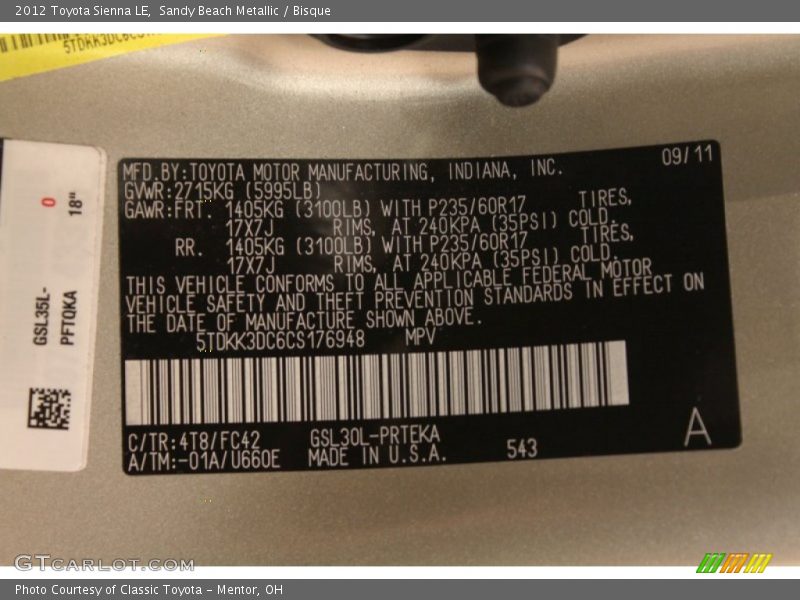 2012 Toyota Sienna LE,  Sandy Beach Metallic / Bisque
0
18"
GSL35L-
PFTQKA
MFD.BY:TOYOTA MOTOR MANUFACTURING, INDIANA, INC. 09/11
GVWR:2715KG (5995LB)
GAWR:FRT. 1405KG (3100LB) WITH P235/60R17 TIRES,
17X7J RIMS, AT 240KPA (35PSI) COLD.
RR. 1405KG (3100LB) WITH P235/60R17 TIRES,
17X7J RIMS, AT 240KPA (35PSI) COLD.
THIS VEHICLE CONFORMS TO ALL APPLICABLE FEDERAL MOTOR
VEHICLE SAFETY AND THEFT PREVENTION STANDARDS IN EFFECT ON
THE DATE OF MANUFACTURE SHOWN ABOVE.
5TDKK3DC6CS176948 MPV
C/TR:4T8/FC42 GSL30L-PRTEKA
A/TM:-01A/U660E MADE IN U.S.A. 543
A
GTCARLOT.COM
Photo Courtesy of Classic Toyota - Mentor, OH